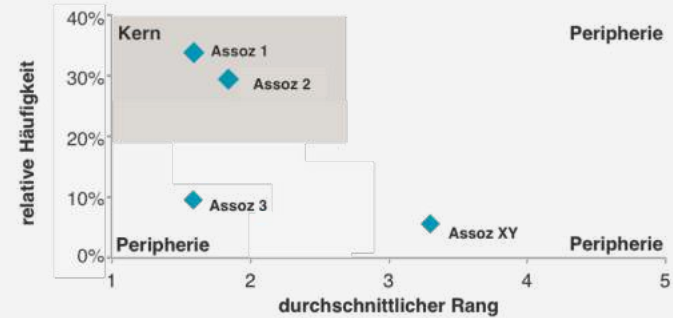 40%
Kern
Peripherie
Assoz 1
30%
Assoz 2
relative Häufigkeit
20%
10%
Assoz 3
Assoz XY
0%
Peripherie
Peripherie
1
2
3
4
5
durchschnittlicher Rang